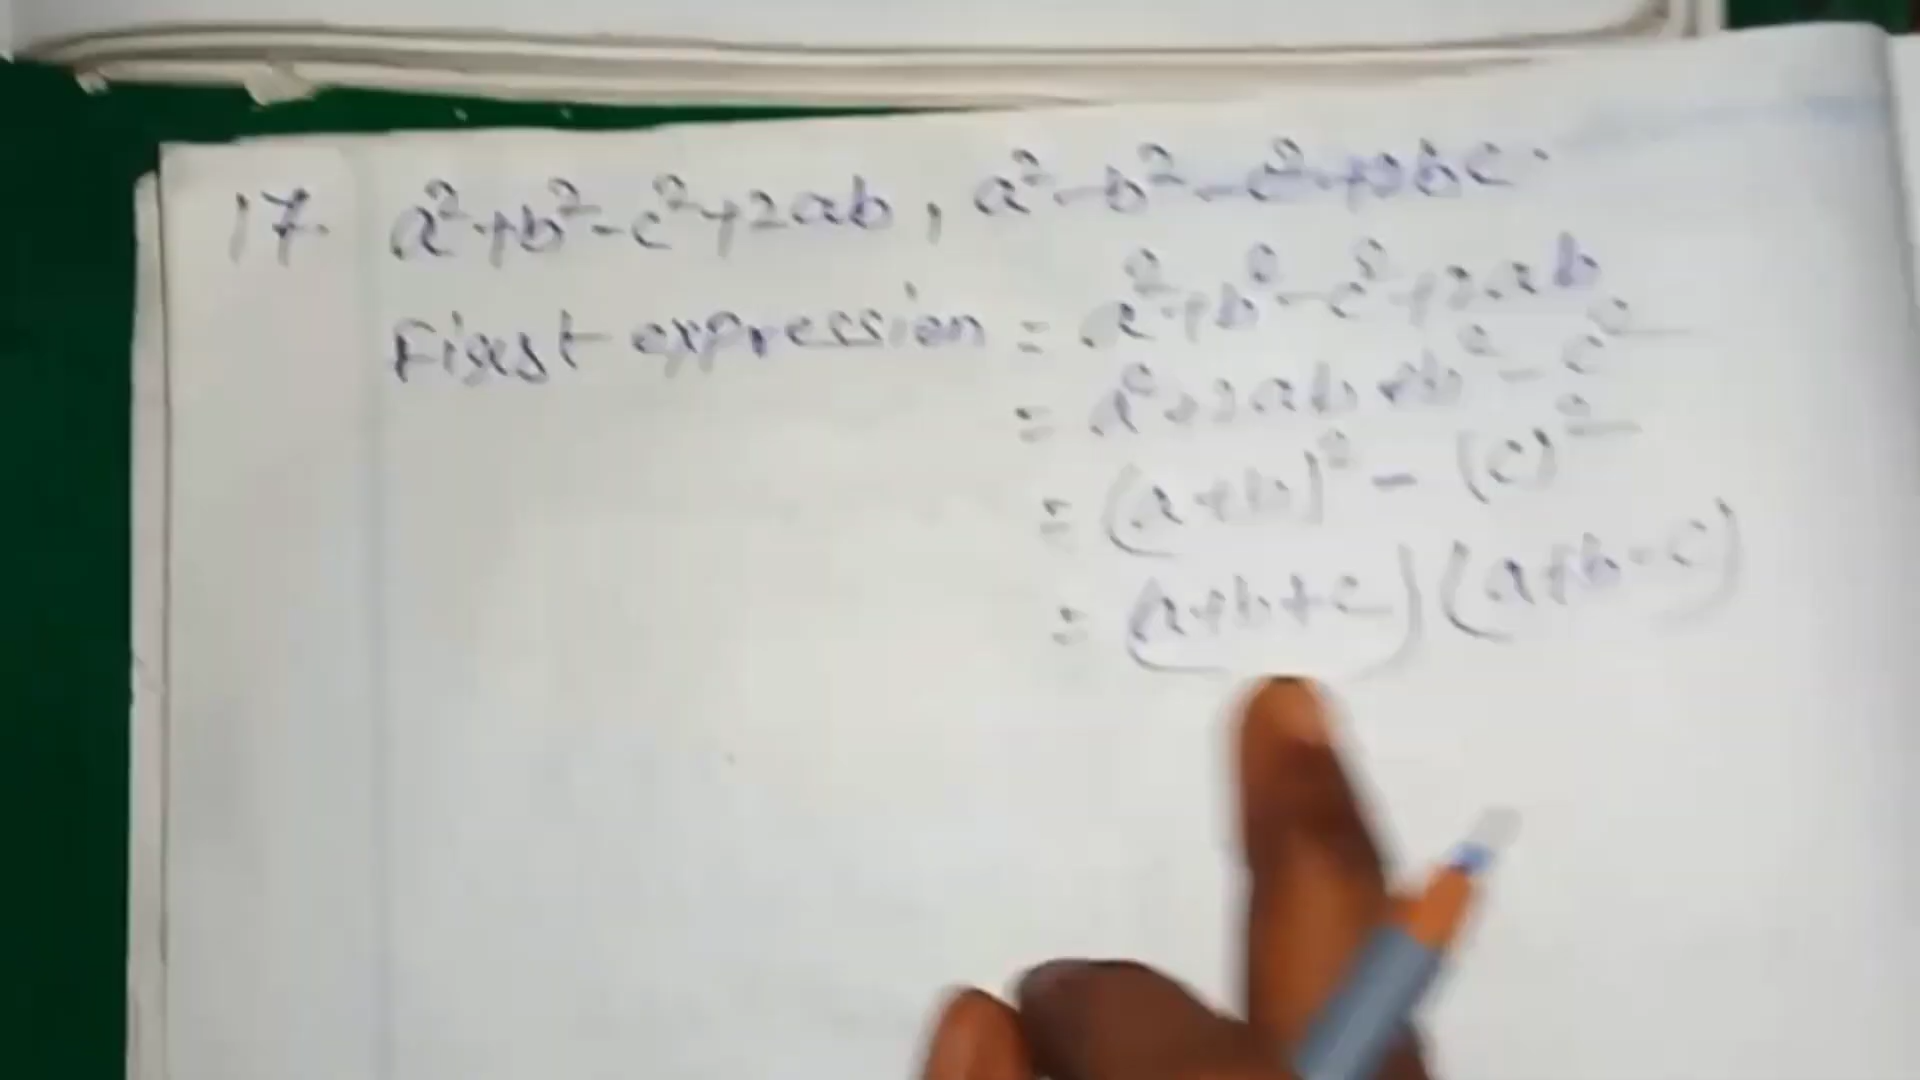 17. a²+b²-c²+2ab, a²-b²-c²+2bc.
First expression = a²+b²-c²+2ab
= a²+2ab+b²-c²
= (a+b)² - (c)²
= (a+b+c) (a+b-c)